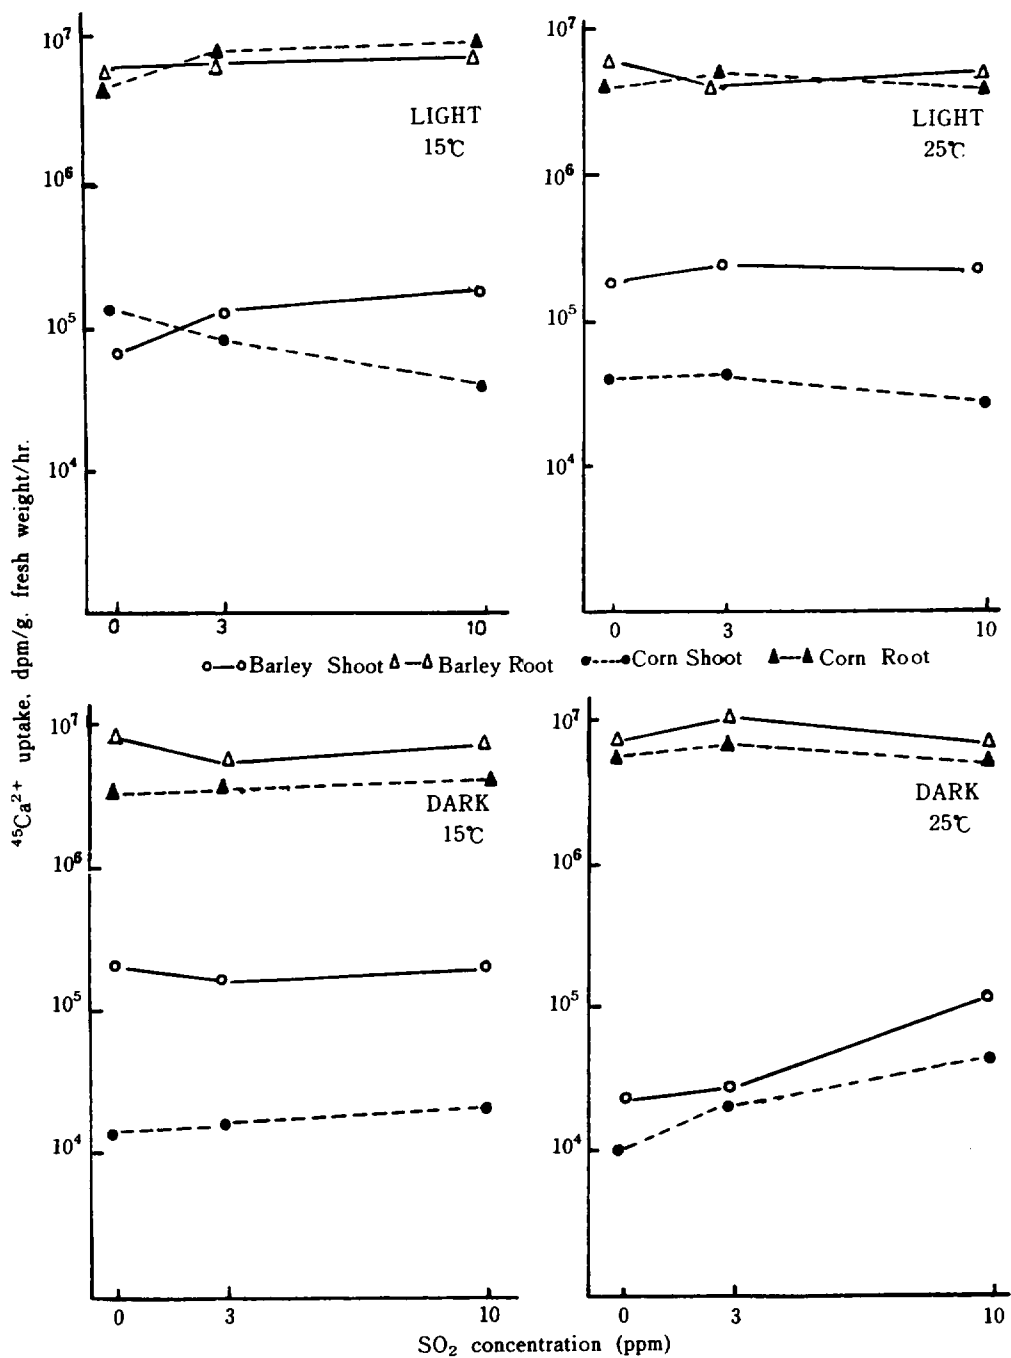 10⁷
10⁶
10⁵
10⁴
LIGHT
15℃
0 3 10
10⁷
10⁶
10⁵
10⁴
LIGHT
25℃
0 3 10
Barley Shoot Barley Root Corn Shoot Corn Root
10⁷
10⁶
10⁵
10⁴
DARK
15℃
0 3 10
10⁷
10⁶
10⁵
10⁴
DARK
25℃
0 3 10
SO₂ concentration (ppm)
⁴⁵Ca²⁺ uptake, dpm/g. fresh weight/hr.